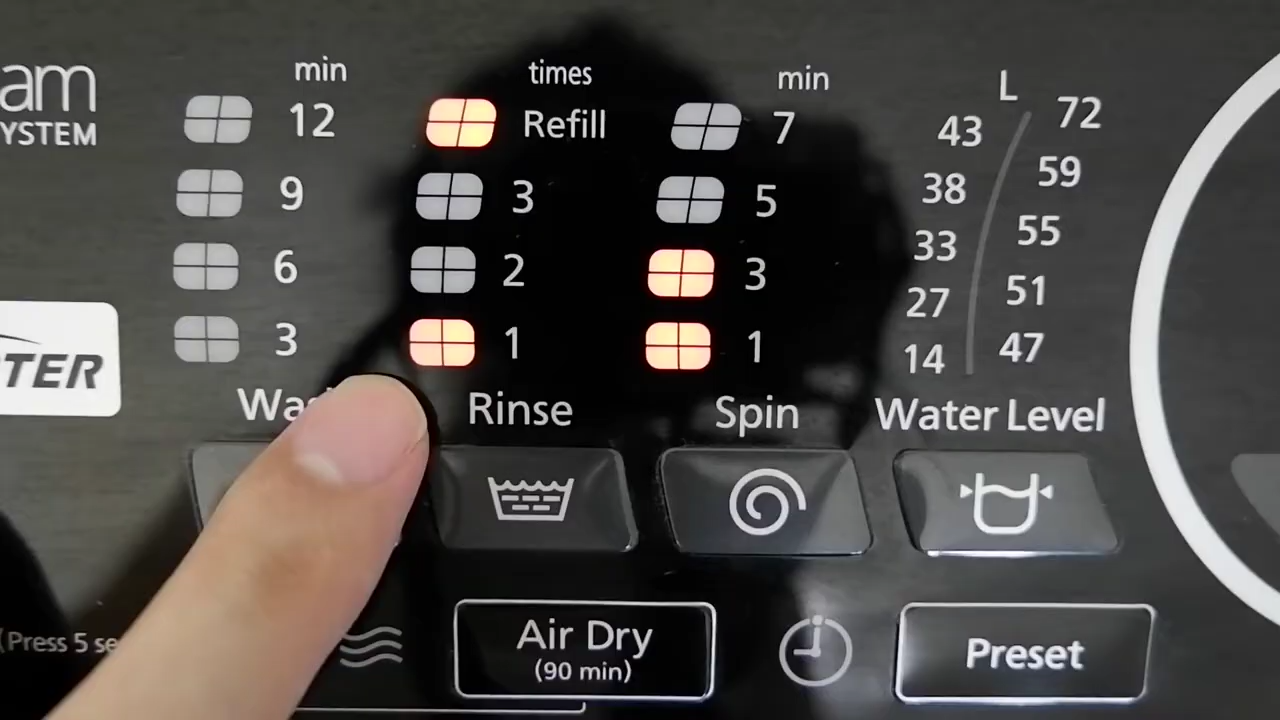 am
YSTEM
min
12
9
6
3
Wa
times
Refill
3
2
1
Rinse
min
7
5
3
1
Spin
L
43 72
38 59
33 55
27 51
14 47
Water Level
TER
(Press 5 se
Air Dry
(90 min)
Preset